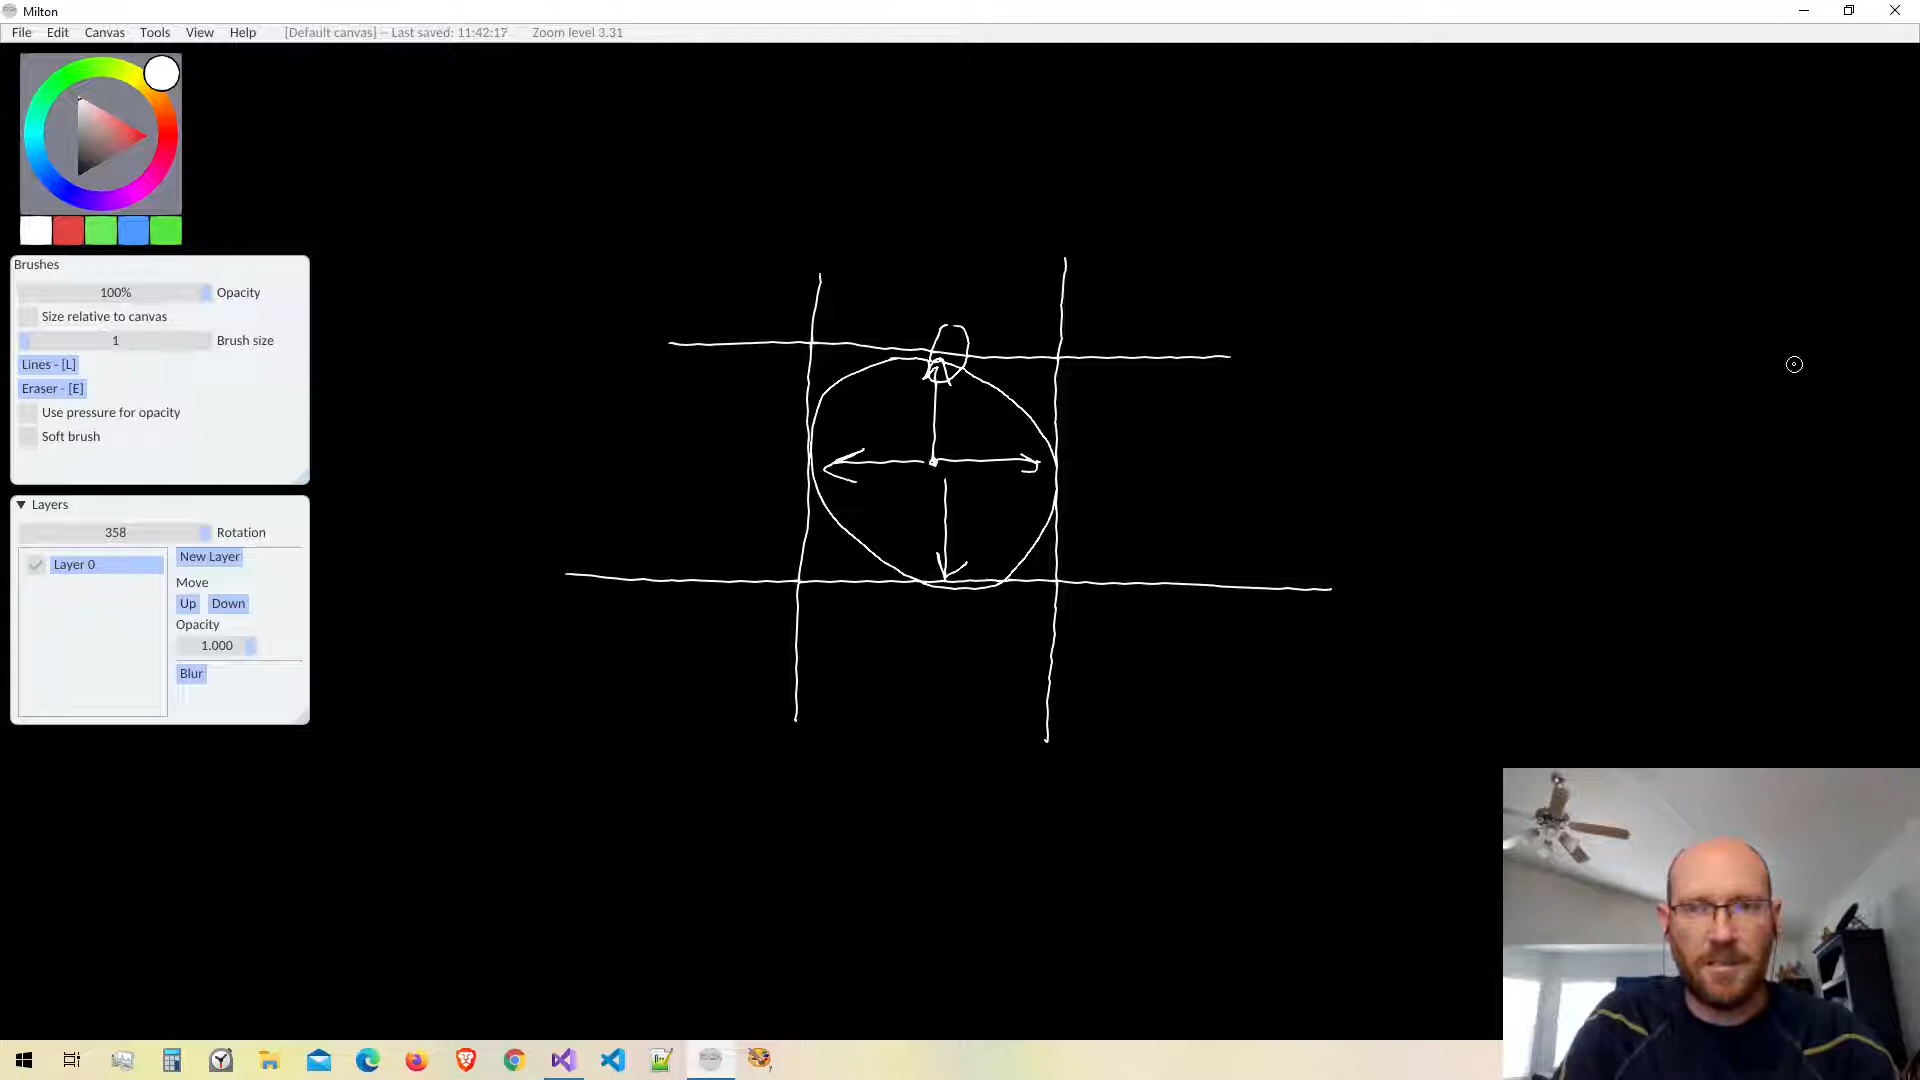 Milton
File Edit Canvas Tools View Help [Default canvas] -- Last saved: 11:42:17 Zoom level 3.31
Brushes
100% Opacity
Size relative to canvas
1 Brush size
Lines - [L]
Eraser - [E]
Use pressure for opacity
Soft brush
Layers
358 Rotation
Layer 0
New Layer
Move
Up Down
Opacity
1.000
Blur